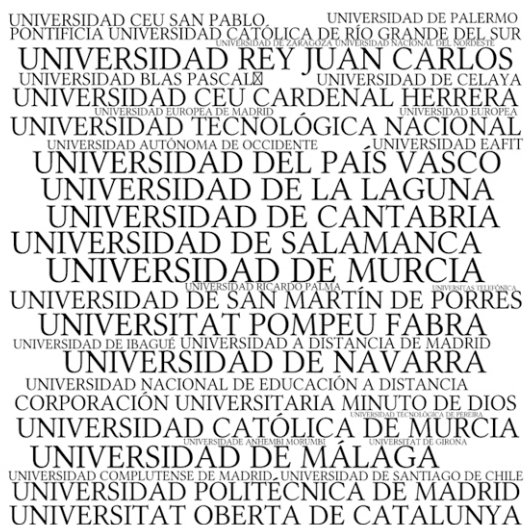 UNIVERSIDAD CEU SAN PABLO UNIVERSIDAD DE PALERMO
PONTIFICIA UNIVERSIDAD CATÓLICA DE RÍO GRANDE DEL SUR
UNIVERSIDAD DE ZARAGOZA UNIVERSIDAD NACIONAL DEL NORDESTE
UNIVERSIDAD REY JUAN CARLOS
UNIVERSIDAD BLAS PASCAL UNIVERSIDAD DE CELAYA
UNIVERSIDAD CEU CARDENAL HERRERA
UNIVERSIDAD EUROPEA DE MADRID UNIVERSIDAD EUROPEA
UNIVERSIDAD TECNOLÓGICA NACIONAL
UNIVERSIDAD AUTÓNOMA DE OCCIDENTE UNIVERSIDAD EAFIT
UNIVERSIDAD DEL PAÍS VASCO
UNIVERSIDAD DE LA LAGUNA
UNIVERSIDAD DE CANTABRIA
UNIVERSIDAD DE SALAMANCA
UNIVERSIDAD DE MURCIA
UNIVERSIDAD RICARDO PALMA UNIVERSITAS TELEFÓNICA
UNIVERSIDAD DE SAN MARTÍN DE PORRES
UNIVERSITAT POMPEU FABRA
UNIVERSIDAD DE IBAGUÉ UNIVERSIDAD A DISTANCIA DE MADRID
UNIVERSIDAD DE NAVARRA
UNIVERSIDAD NACIONAL DE EDUCACIÓN A DISTANCIA
CORPORACIÓN UNIVERSITARIA MINUTO DE DIOS
UNIVERSIDAD TECNOLÓGICA DE PEREIRA
UNIVERSIDAD CATÓLICA DE MURCIA
UNIVERSIDADE ANHEMBI MORUMBI UNIVERSITAT DE GIRONA
UNIVERSIDAD DE MÁLAGA
UNIVERSIDAD COMPLUTENSE DE MADRID UNIVERSIDAD DE SANTIAGO DE CHILE
UNIVERSIDAD POLITÉCNICA DE MADRID
UNIVERSITAT OBERTA DE CATALUNYA